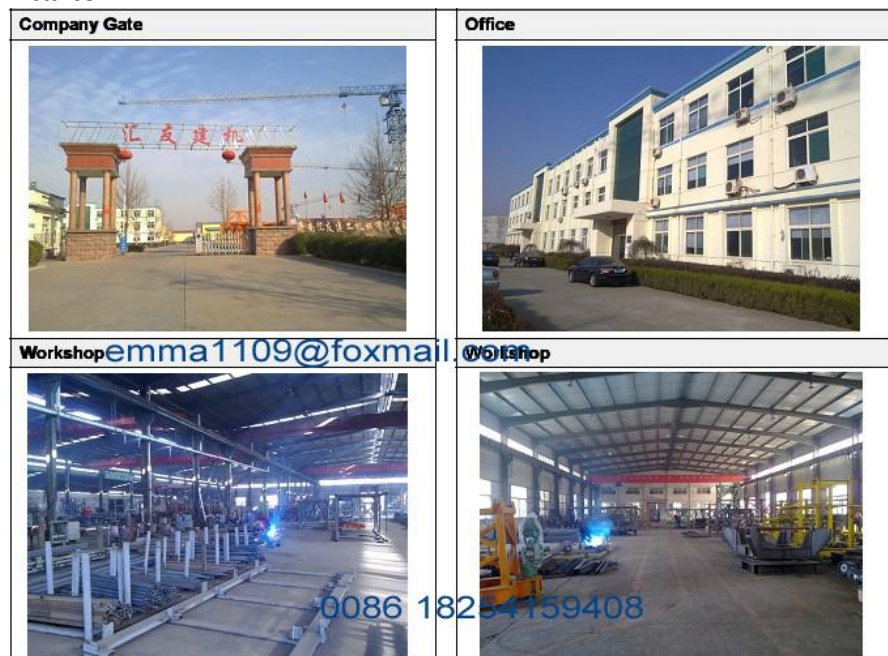 Company Gate
Office
汇友建机
Workshop
emma1109@foxmail.com
Workshop
0086 18254159408